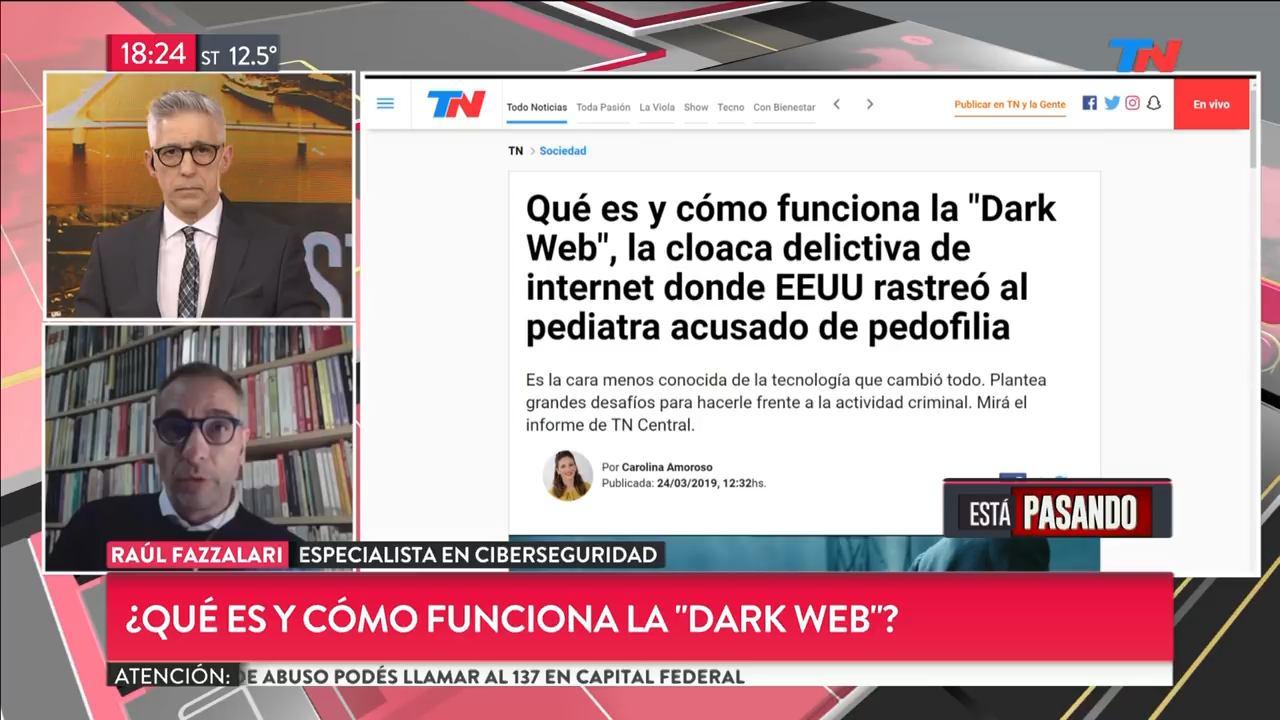 18:24 ST 12.5°
TN
TN
Todo Noticias Toda Pasión La Viola Show Tecno Con Bienestar
Publicar en TN y la Gente
En vivo
TN > Sociedad
Qué es y cómo funciona la "Dark
Web", la cloaca delictiva de
internet donde EEUU rastreó al
pediatra acusado de pedofilia
Es la cara menos conocida de la tecnología que cambió todo. Plantea
grandes desafíos para hacerle frente a la actividad criminal. Mirá el
informe de TN Central.
Por Carolina Amoroso
Publicada: 24/03/2019, 12:32hs.
ESTÁ PASANDO
RAÚL FAZZALARI ESPECIALISTA EN CIBERSEGURIDAD
¿QUÉ ES Y CÓMO FUNCIONA LA "DARK WEB"?
ATENCIÓN: DE ABUSO PODÉS LLAMAR AL 137 EN CAPITAL FEDERAL